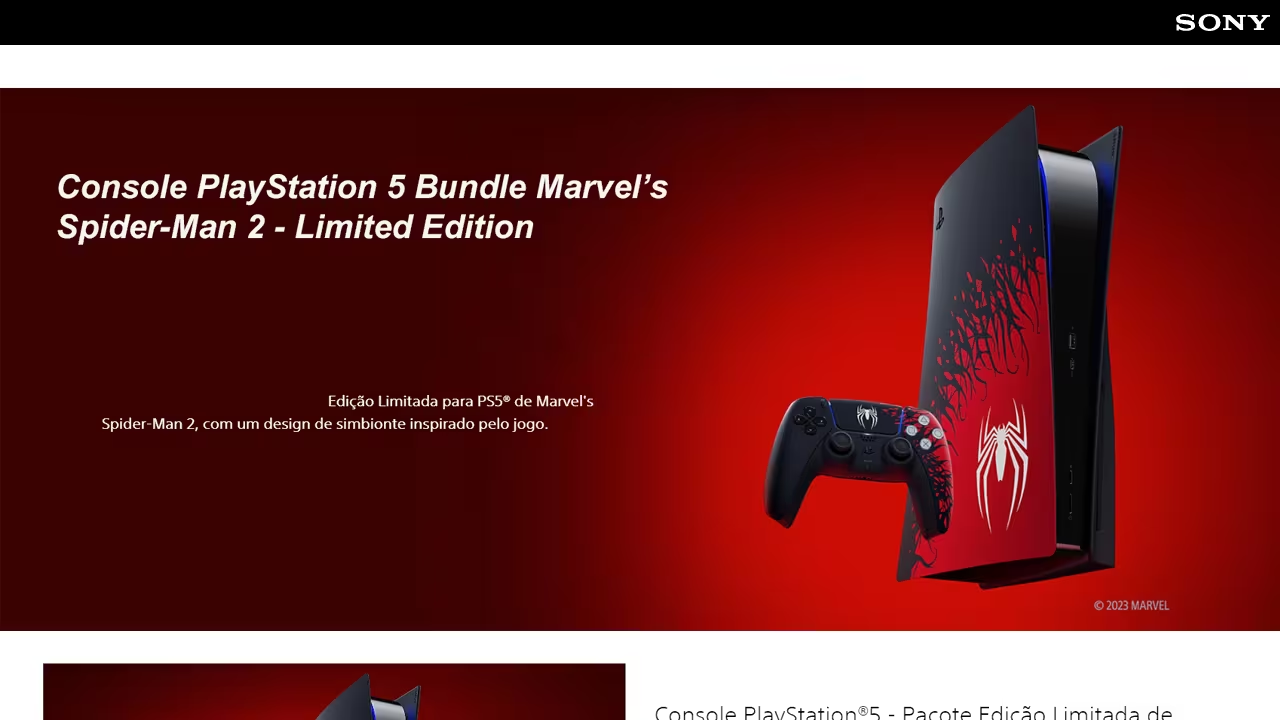 SONY
Console PlayStation 5 Bundle Marvel’s
Spider-Man 2 - Limited Edition
Edição Limitada para PS5® de Marvel's
Spider-Man 2, com um design de simbionte inspirado pelo jogo.
© 2023 MARVEL
Console PlayStation®5 - Pacote Edição Limitada de